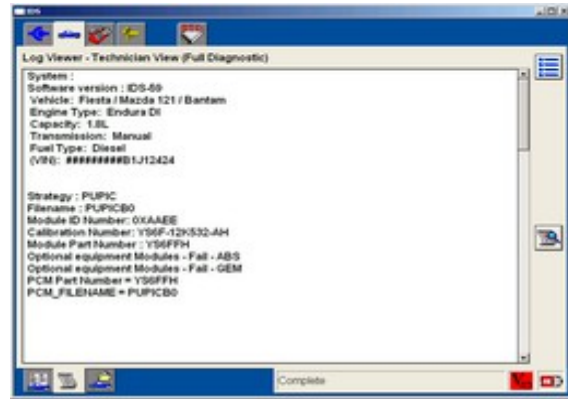 IDS
Log Viewer - Technician View (Full Diagnostic)
System :
Software version : IDS-59
Vehicle: Fiesta / Mazda 121 / Bantam
Engine Type: Endura DI
Capacity: 1.8L
Transmission: Manual
Fuel Type: Diesel
(VIN): #########B1J12424
Strategy : PUPIC
Filename : PUPICB0
Module ID Number: 0XAAEE
Calibration Number: YS6F-12K532-AH
Module Part Number : YS6FFH
Optional equipment Modules - Fail - ABS
Optional equipment Modules - Fail - GEM
PCM Part Number = YS6FFH
PCM_FILENAME = PUPICB0
Complete